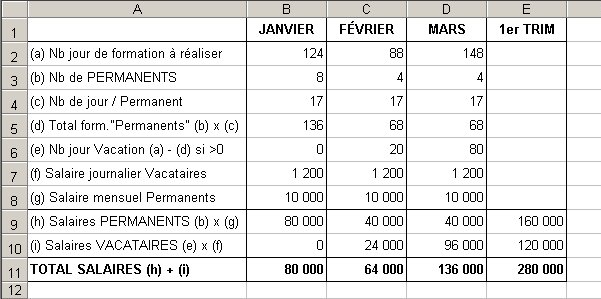 A B C D E
1 JANVIER FÉVRIER MARS 1er TRIM
2 (a) Nb jour de formation à réaliser 124 88 148
3 (b) Nb de PERMANENTS 8 4 4
4 (c) Nb de jour / Permanent 17 17 17
5 (d) Total form."Permanents" (b) x (c) 136 68 68
6 (e) Nb jour Vacation (a) - (d) si >0 0 20 80
7 (f) Salaire journalier Vacataires 1 200 1 200 1 200
8 (g) Salaire mensuel Permanents 10 000 10 000 10 000
9 (h) Salaires PERMANENTS (b) x (g) 80 000 40 000 40 000 160 000
10 (i) Salaires VACATAIRES (e) x (f) 0 24 000 96 000 120 000
11 TOTAL SALAIRES (h) + (i) 80 000 64 000 136 000 280 000
12